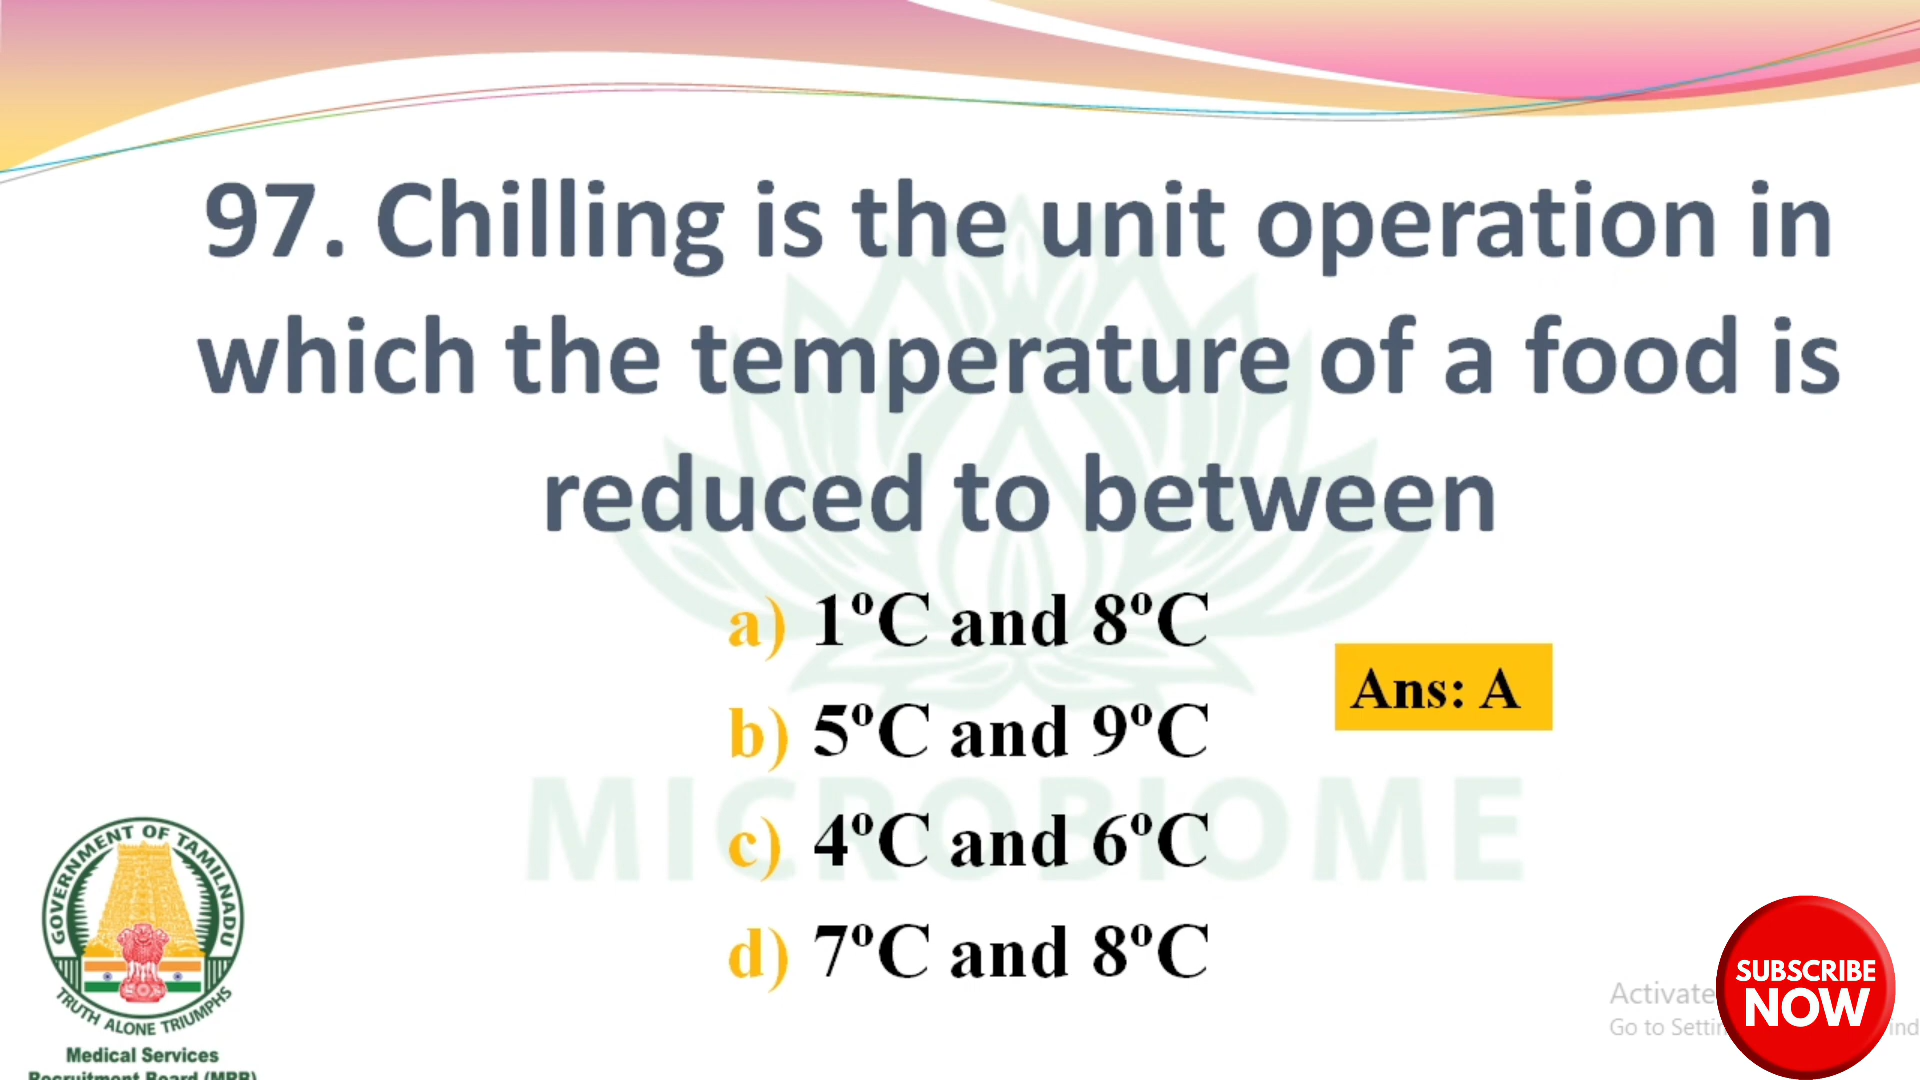 97. Chilling is the unit operation in
which the temperature of a food is
reduced to between
a) 1ºC and 8ºC
b) 5ºC and 9ºC
c) 4ºC and 6ºC
d) 7ºC and 8ºC
Ans: A
MICROBIOME
GOVERNMENT OF TAMILNADU
TRUTH ALONE TRIUMPHS
Medical Services
Recruitment Board (MRB)
Activate
Go to
SUBSCRIBE
NOW